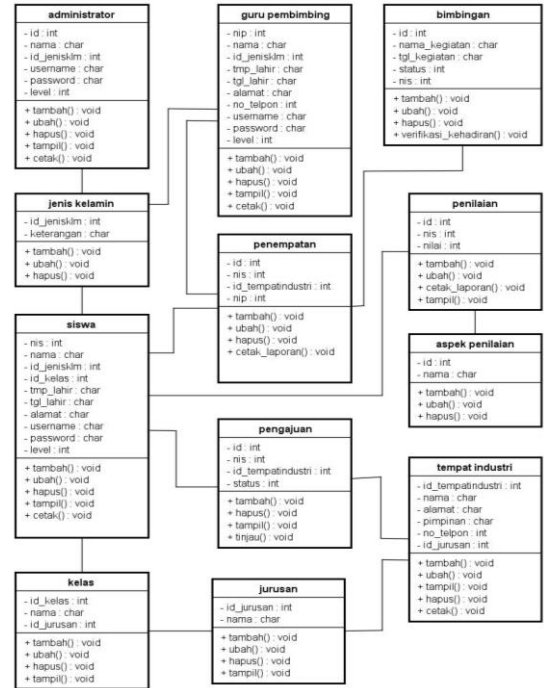 administrator
- id : int
- nama : char
- id_jenisklm : int
- username : char
- password : char
- level : int
+ tambah() : void
+ ubah() : void
+ hapus() : void
+ tampil() : void
+ cetak() : void
guru pembimbing
- nip : int
- nama : char
- id_jenisklm : int
- tmp_lahir : char
- tgl_lahir : char
- alamat : char
- no_telpon : int
- username : char
- password : char
- level : int
+ tambah() : void
+ ubah() : void
+ hapus() : void
+ tampil() : void
+ cetak() : void
bimbingan
- id : int
- nama_kegiatan : char
- tgl_kegiatan : char
- status : int
- nis : int
+ tambah() : void
+ ubah() : void
+ hapus() : void
+ verifikasi_kehadiran() : void
jenis kelamin
- id_jenisklm : int
- keterangan : char
+ tambah() : void
+ ubah() : void
+ hapus() : void
penempatan
- id : int
- nis : int
- id_tempatindustri : int
- nip : int
+ tambah() : void
+ ubah() : void
+ hapus() : void
+ cetak_laporan() : void
penilaian
- id : int
- nis : int
- nilai : int
+ tambah() : void
+ ubah() : void
+ cetak_laporan() : void
+ tampil() : void
siswa
- nis : int
- nama : char
- id_jenisklm : int
- id_kelas : int
- tmp_lahir : char
- tgl_lahir : char
- alamat : char
- username : char
- password : char
- level : int
+ tambah() : void
+ ubah() : void
+ hapus() : void
+ tampil() : void
+ cetak() : void
aspek penilaian
- id : int
- nama : char
+ tambah() : void
+ ubah() : void
+ hapus() : void
pengajuan
- id : int
- nis : int
- id_tempatindustri : int
- status : int
+ tambah() : void
+ hapus() : void
+ tampil() : void
+ tinjau() : void
tempat industri
- id_tempatindustri : int
- nama : char
- alamat : char
- pimpinan : char
- no_telpon : int
- id_jurusan : int
+ tambah() : void
+ ubah() : void
+ tampil() : void
+ hapus() : void
+ cetak() : void
kelas
- id_kelas : int
- nama : char
- id_jurusan : int
+ tambah() : void
+ ubah() : void
+ hapus() : void
+ tampil() : void
jurusan
- id_jurusan : int
- nama : char
+ tambah() : void
+ ubah() : void
+ hapus() : void
+ tampil() : void